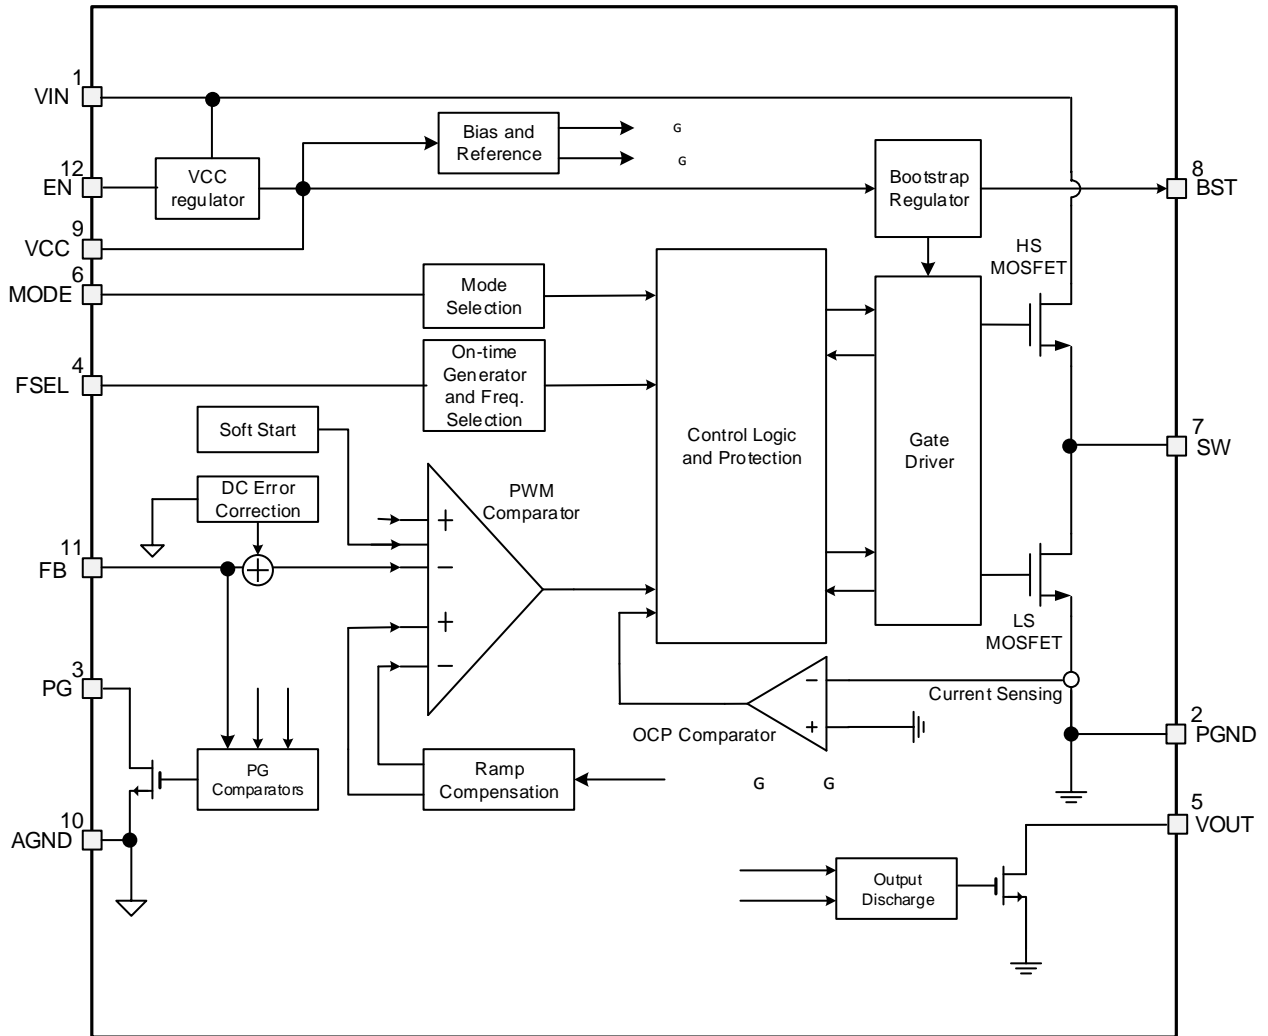 1
VIN
12
EN
9
VCC
6
MODE
4
FSEL
11
FB
3
PG
10
AGND
VCC
regulator
Bias and
Reference
G
G
Bootstrap
Regulator
8
BST
HS
MOSFET
Mode
Selection
On-time
Generator
and Freq.
Selection
Soft Start
DC Error
Correction
PWM
Comparator
+
−
+
−
+
Control Logic
and Protection
Gate
Driver
7
SW
LS
MOSFET
Current Sensing
−
+
OCP Comparator
2
PGND
PG
Comparators
Ramp
Compensation
G
G
5
VOUT
Output
Discharge